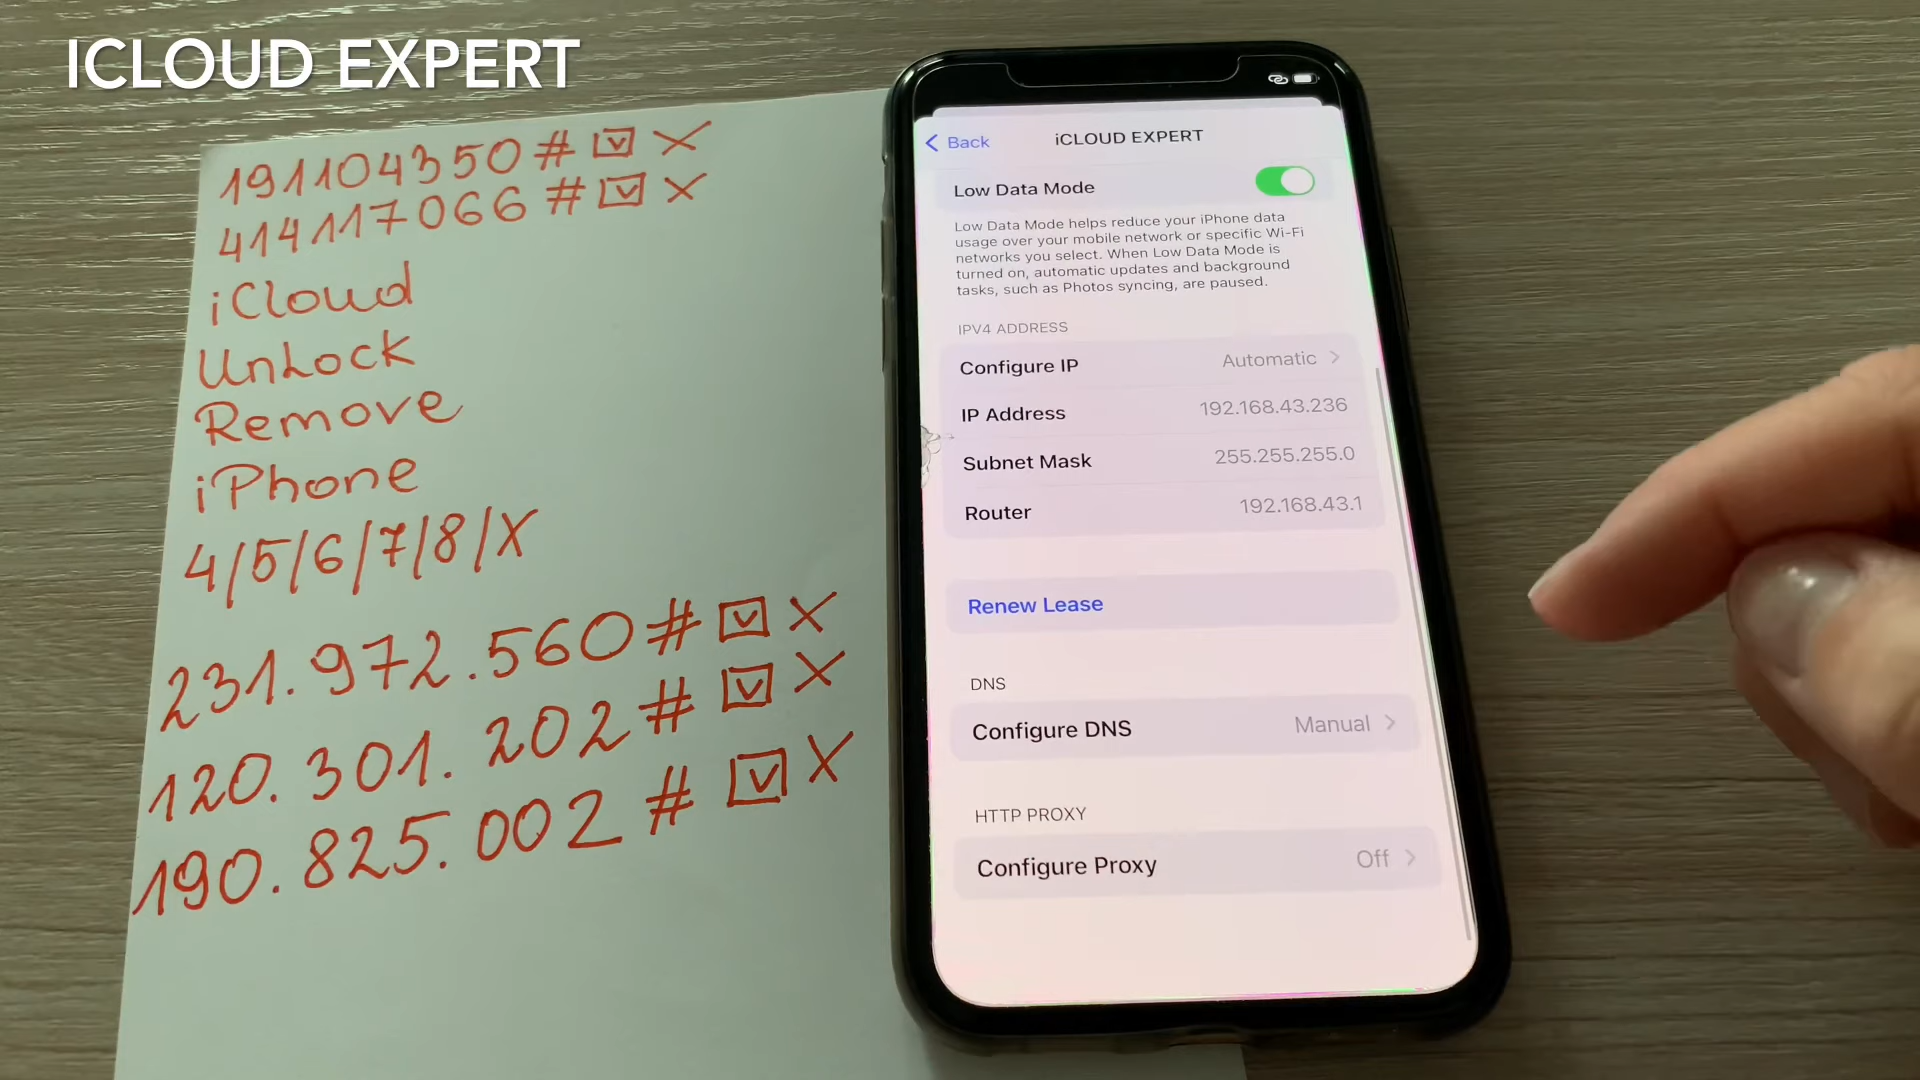 ICLOUD EXPERT
191104350# ☑ X
414117066# ☑ X
iCloud
UnLock
Remove
iPhone
4/5/6/7/8/X
231.972.560# ☑ X
120.301.202# ☑ X
190.825.002# ☑ X
Back
iCLOUD EXPERT
Low Data Mode
Low Data Mode helps reduce your iPhone data
usage over your mobile network or specific Wi-Fi
networks you select. When Low Data Mode is
turned on, automatic updates and background
tasks, such as Photos syncing, are paused.
IPV4 ADDRESS
Configure IP Automatic
IP Address 192.168.43.236
Subnet Mask 255.255.255.0
Router 192.168.43.1
Renew Lease
DNS
Configure DNS Manual
HTTP PROXY
Configure Proxy Off